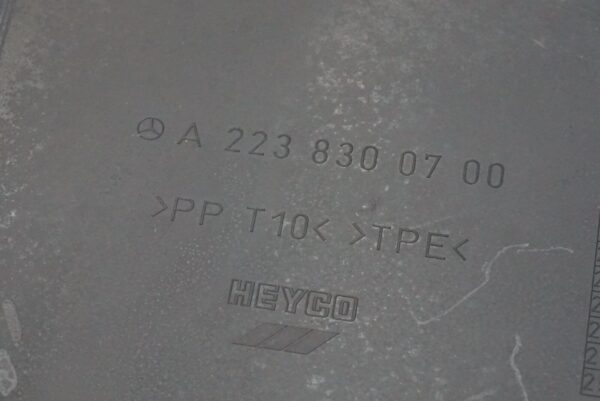 A 223 830 07 00
>PP T10< >TPE<
HEYCO